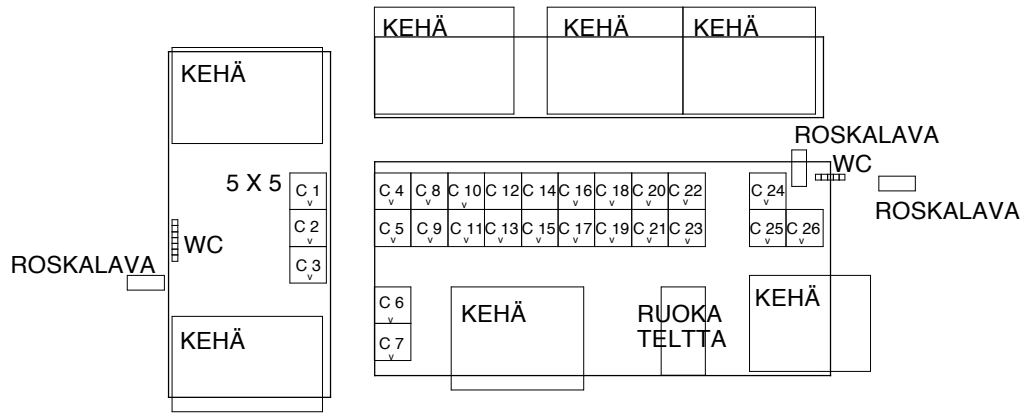 KEHÄ
KEHÄ
KEHÄ
KEHÄ
ROSKALAVA
WC
ROSKALAVA
5 X 5
C 1
v
C 2
v
C 3
v
WC
ROSKALAVA
KEHÄ
C 4 C 8 C 10 C 12 C 14 C 16 C 18 C 20 C 22 C 24
v v v v v v v v v v
C 5 C 9 C 11 C 13 C 15 C 17 C 19 C 21 C 23 C 25 C 26
v v v v v v v v v v v
C 6
v
C 7
v
KEHÄ
RUOKA
TELTTA
KEHÄ